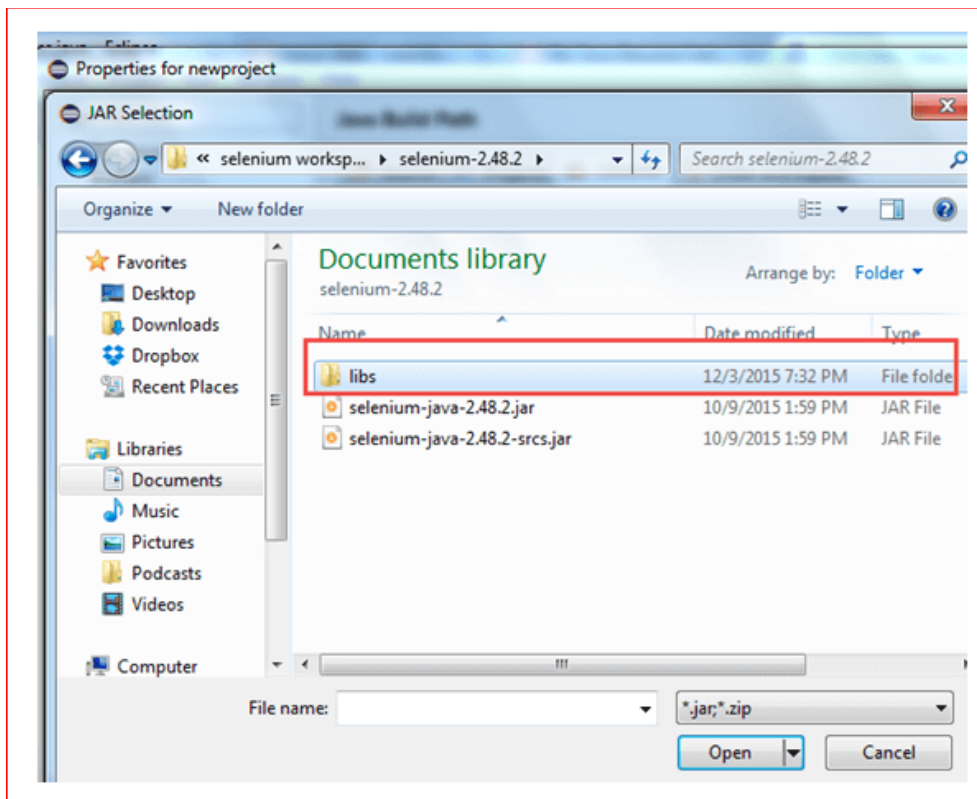 Properties for newproject
JAR Selection
Java Build Path
« selenium worksp... selenium-2.48.2
Search selenium-2.48.2
Organize New folder
Favorites
Desktop
Downloads
Dropbox
Recent Places
Libraries
Documents
Music
Pictures
Podcasts
Videos
Computer
Documents library
selenium-2.48.2
Arrange by: Folder
Name Date modified Type
libs 12/3/2015 7:32 PM File folde
selenium-java-2.48.2.jar 10/9/2015 1:59 PM JAR File
selenium-java-2.48.2-srcs.jar 10/9/2015 1:59 PM JAR File
File name:
*.jar;*.zip
Open Cancel